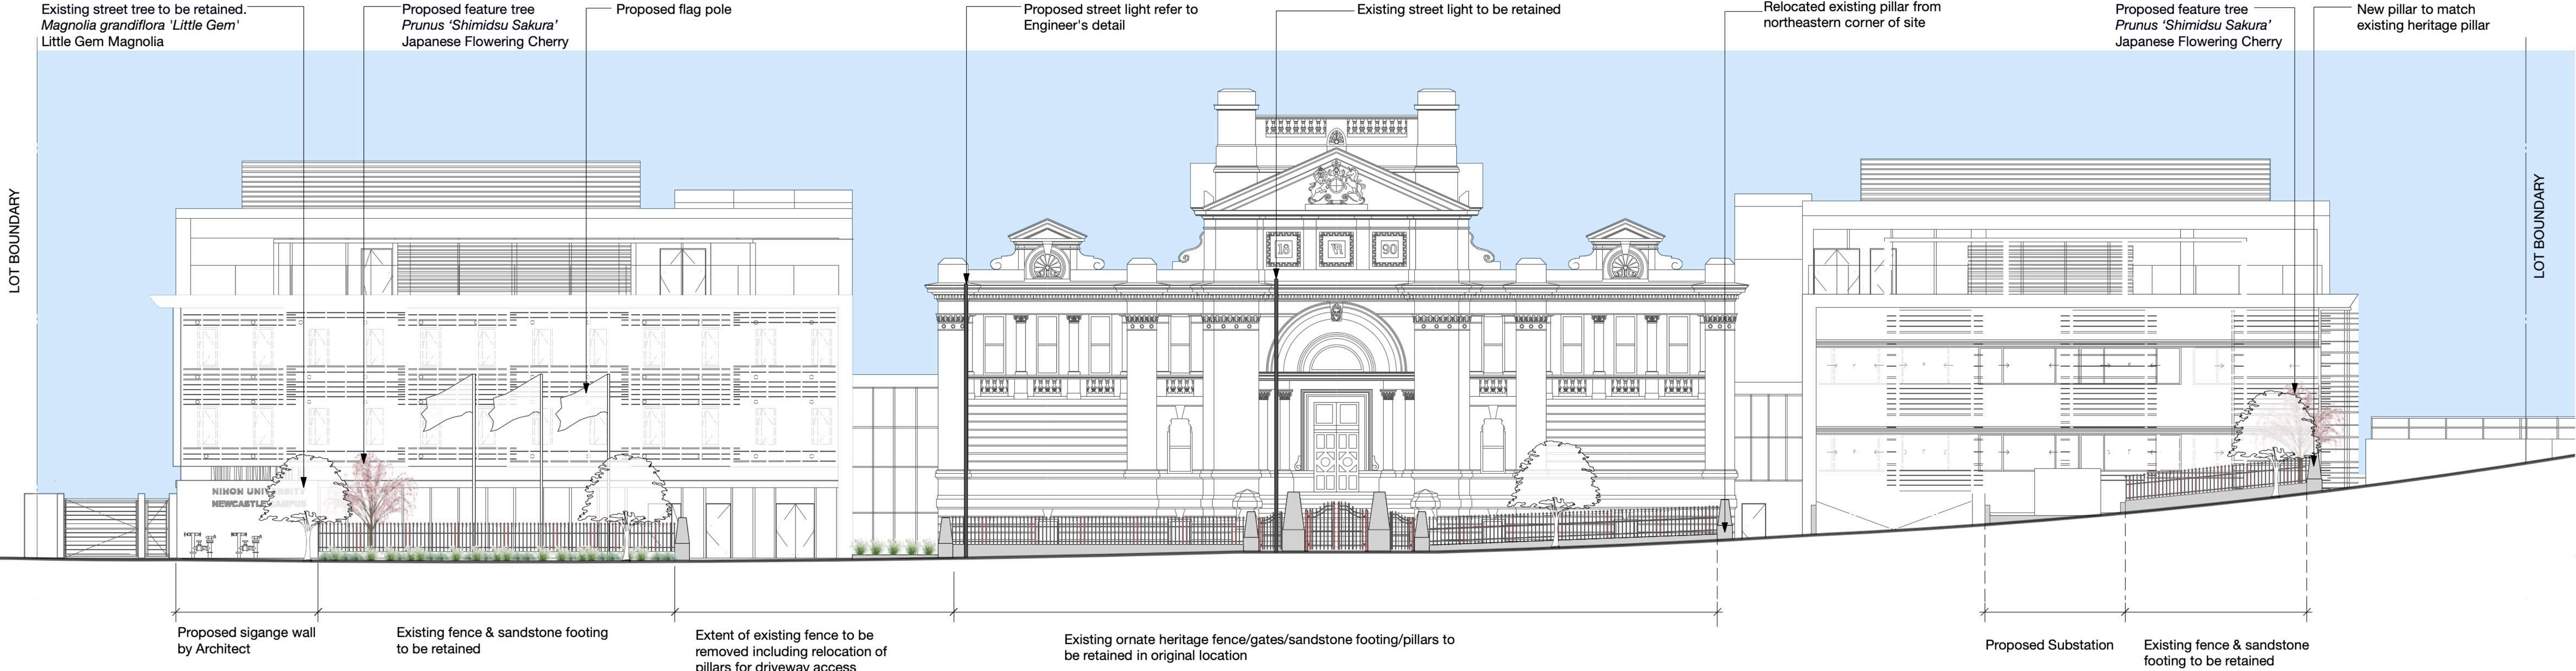 Existing street tree to be retained.
Magnolia grandiflora 'Little Gem'
Little Gem Magnolia
Proposed feature tree
Prunus ‘Shimidsu Sakura’
Japanese Flowering Cherry
Proposed flag pole
Proposed street light refer to
Engineer's detail
Existing street light to be retained
Relocated existing pillar from
northeastern corner of site
Proposed feature tree
Prunus ‘Shimidsu Sakura’
Japanese Flowering Cherry
New pillar to match
existing heritage pillar
LOT BOUNDARY
LOT BOUNDARY
18
VR
90
NIHON
NEWCASTLE
Proposed sigange wall
by Architect
Existing fence & sandstone footing
to be retained
Extent of existing fence to be
removed including relocation of
pillars for driveway access
Existing ornate heritage fence/gates/sandstone footing/pillars to
be retained in original location
Proposed Substation
Existing fence & sandstone
footing to be retained